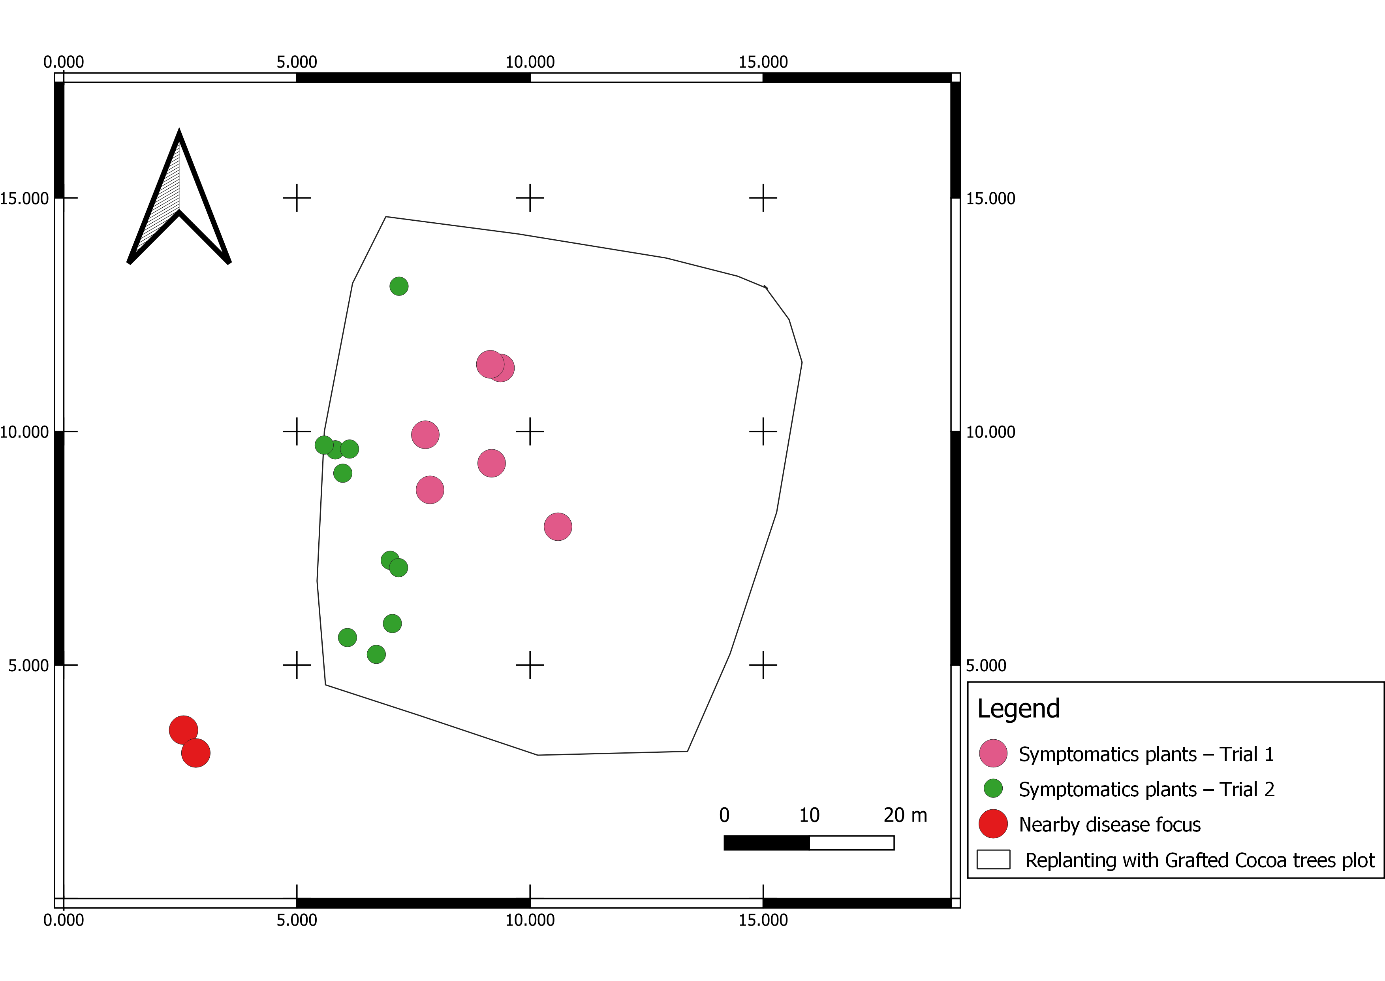 0.000 5.000 10.000 15.000
15.000 15.000
10.000 10.000
5.000 5.000
Legend
Symptomatics plants – Trial 1
Symptomatics plants – Trial 2
Nearby disease focus
Replanting with Grafted Cocoa trees plot
0 10 20 m
0.000 5.000 10.000 15.000